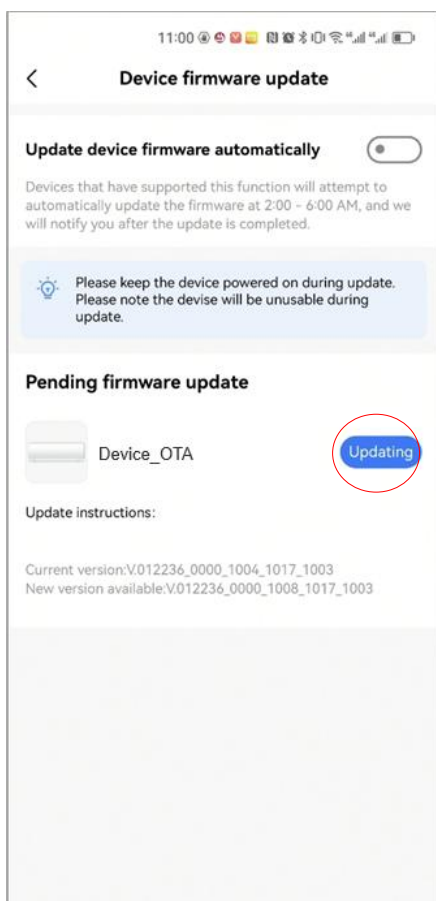 11:00
Device firmware update
Update device firmware automatically
Devices that have supported this function will attempt to
automatically update the firmware at 2:00 - 6:00 AM, and we
will notify you after the update is completed.
Please keep the device powered on during update.
Please note the devise will be unusable during
update.
Pending firmware update
Device_OTA
Updating
Update instructions:
Current version:V.012236_0000_1004_1017_1003
New version available:V.012236_0000_1008_1017_1003